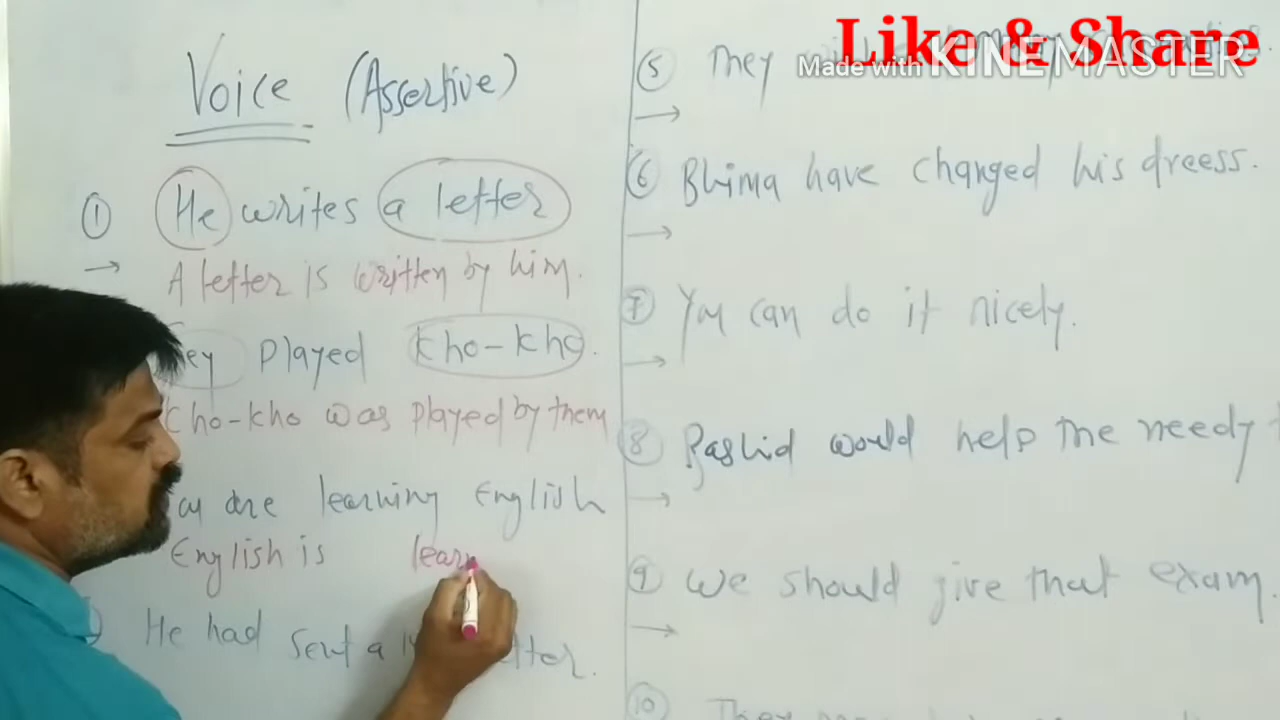 Voice (Assertive)
① He writes a letter
→ A letter is written by him.
played kho-kho.
kho-kho was played by them
are learning English
English is lear
He had sent a
Like & Share
Made with KINEMASTER
⑤ They
→
⑥ Bhima have changed his dreess.
→
⑦ You can do it nicely.
→
⑧ Rashid would help the needy
→
⑨ We should give that exam.
→
⑩ They